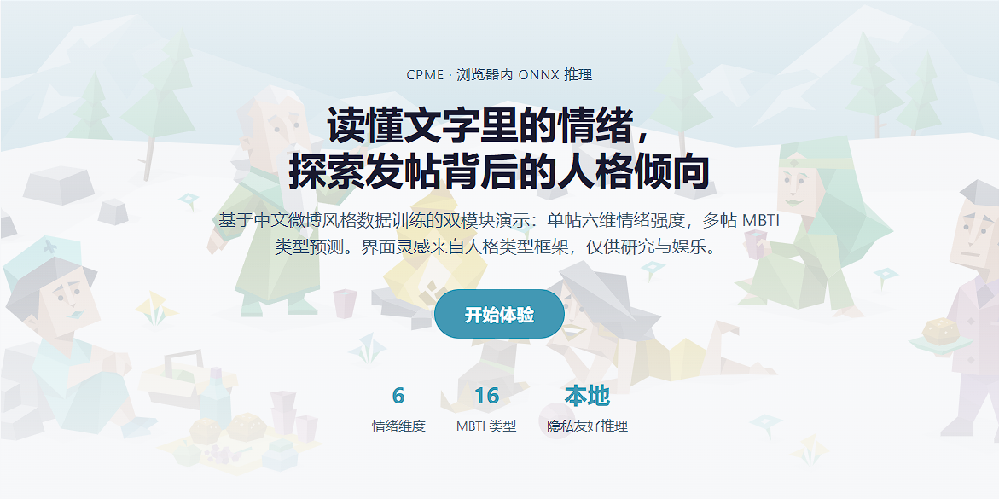 CPME · 浏览器内 ONNX 推理
读懂文字里的情绪，
探索发帖背后的人格倾向
基于中文微博风格数据训练的双模块演示：单帖六维情绪强度，多帖 MBTI
类型预测。界面灵感来自人格类型框架，仅供研究与娱乐。
开始体验
6 16 本地
情绪维度 MBTI 类型 隐私友好推理